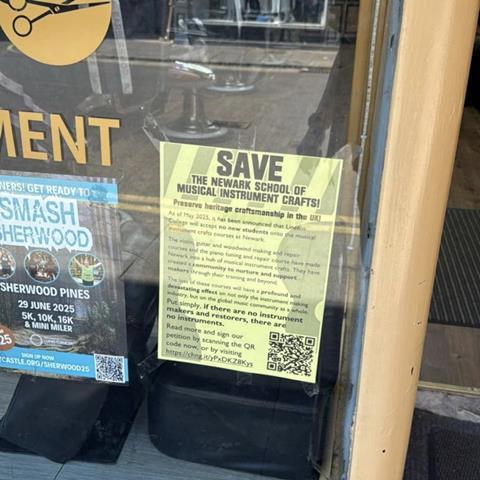 MENT
NERS! GET READY TO
SMASH
SHERWOOD
SHERWOOD PINES
29 JUNE 2025
5K, 10K, 16K
& MINI MILER
25
SIGN UP NOW
CASTLE.ORG/SHERWOOD25
SAVE
THE NEWARK SCHOOL OF
MUSICAL INSTRUMENT CRAFTS!
Preserve heritage craftsmanship in the UK!
As of May 2025, it has been announced that Lincoln
College will accept no new students onto the musical
instrument crafts courses at Newark.
The violin, guitar and woodwind making and repair
courses and the piano tuning and repair course have made
Newark into a hub of musical instrument crafts. They have
created a community to nurture and support
makers through their training and beyond.
The loss of these courses will have a profound and
devastating effect on not only the instrument making
industry, but on the global music community as a whole.
Put simply, if there are no instrument
makers and restorers, there are
no instruments.
Read more and sign our
petition by scanning the QR
code now, or by visiting
https://chng.it/yPxDKZBKys